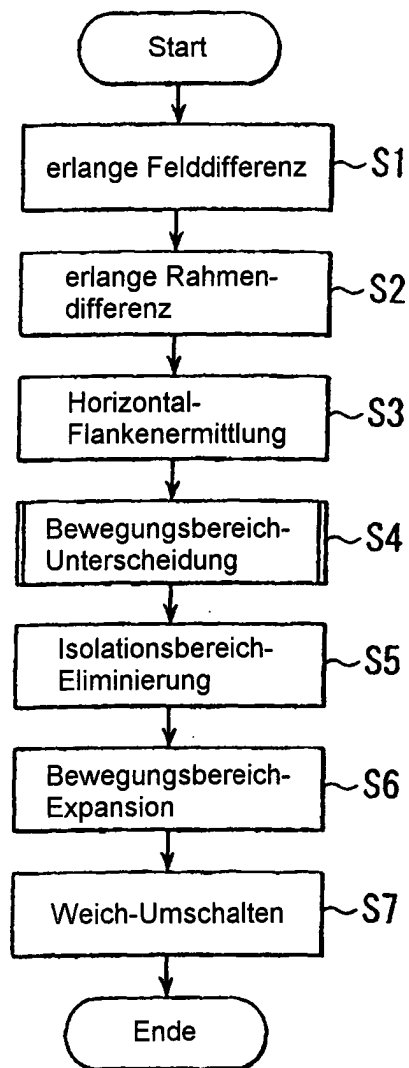 Start
erlange Felddifferenz
S1
erlange Rahmen-
differenz
S2
Horizontal-
Flankenermittlung
S3
Bewegungsbereich-
Unterscheidung
S4
Isolationsbereich-
Eliminierung
S5
Bewegungsbereich-
Expansion
S6
Weich-Umschalten
S7
Ende